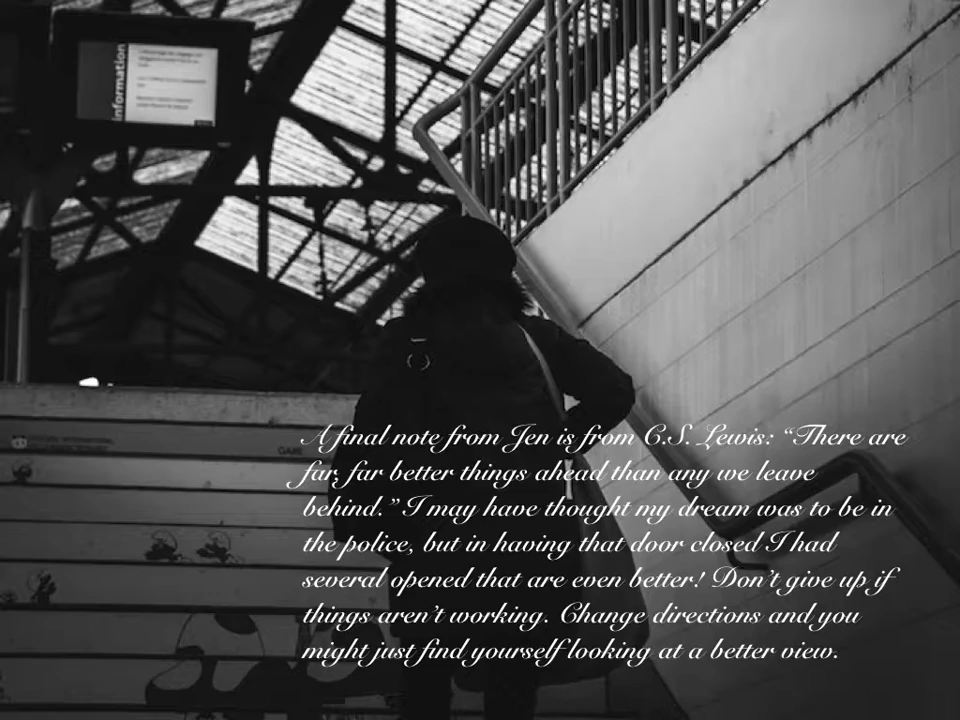 information
A final note from Jen is from C.S. Lewis: “There are
far, far better things ahead than any we leave
behind.” I may have thought my dream was to be in
the police, but in having that door closed I had
several opened that are even better! Don’t give up if
things aren’t working. Change directions and you
might just find yourself looking at a better view.